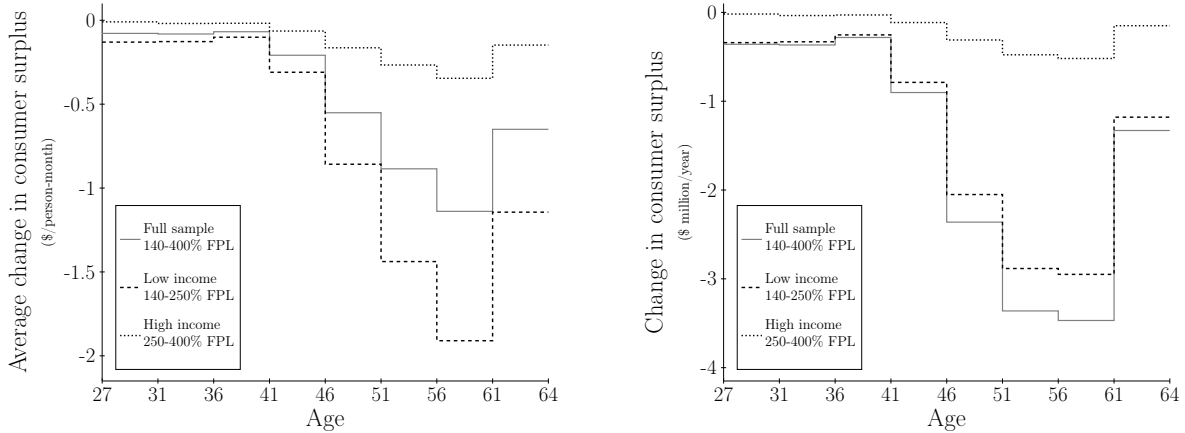 Average change in consumer surplus
($/person-month)
0
-0.5
-1
-1.5
-2
Full sample
140-400% FPL
Low income
140-250% FPL
High income
250-400% FPL
27 31 36 41 46 51 56 61 64
Age
Change in consumer surplus
($ million/year)
0
-1
-2
-3
-4
Full sample
140-400% FPL
Low income
140-250% FPL
High income
250-400% FPL
27 31 36 41 46 51 56 61 64
Age